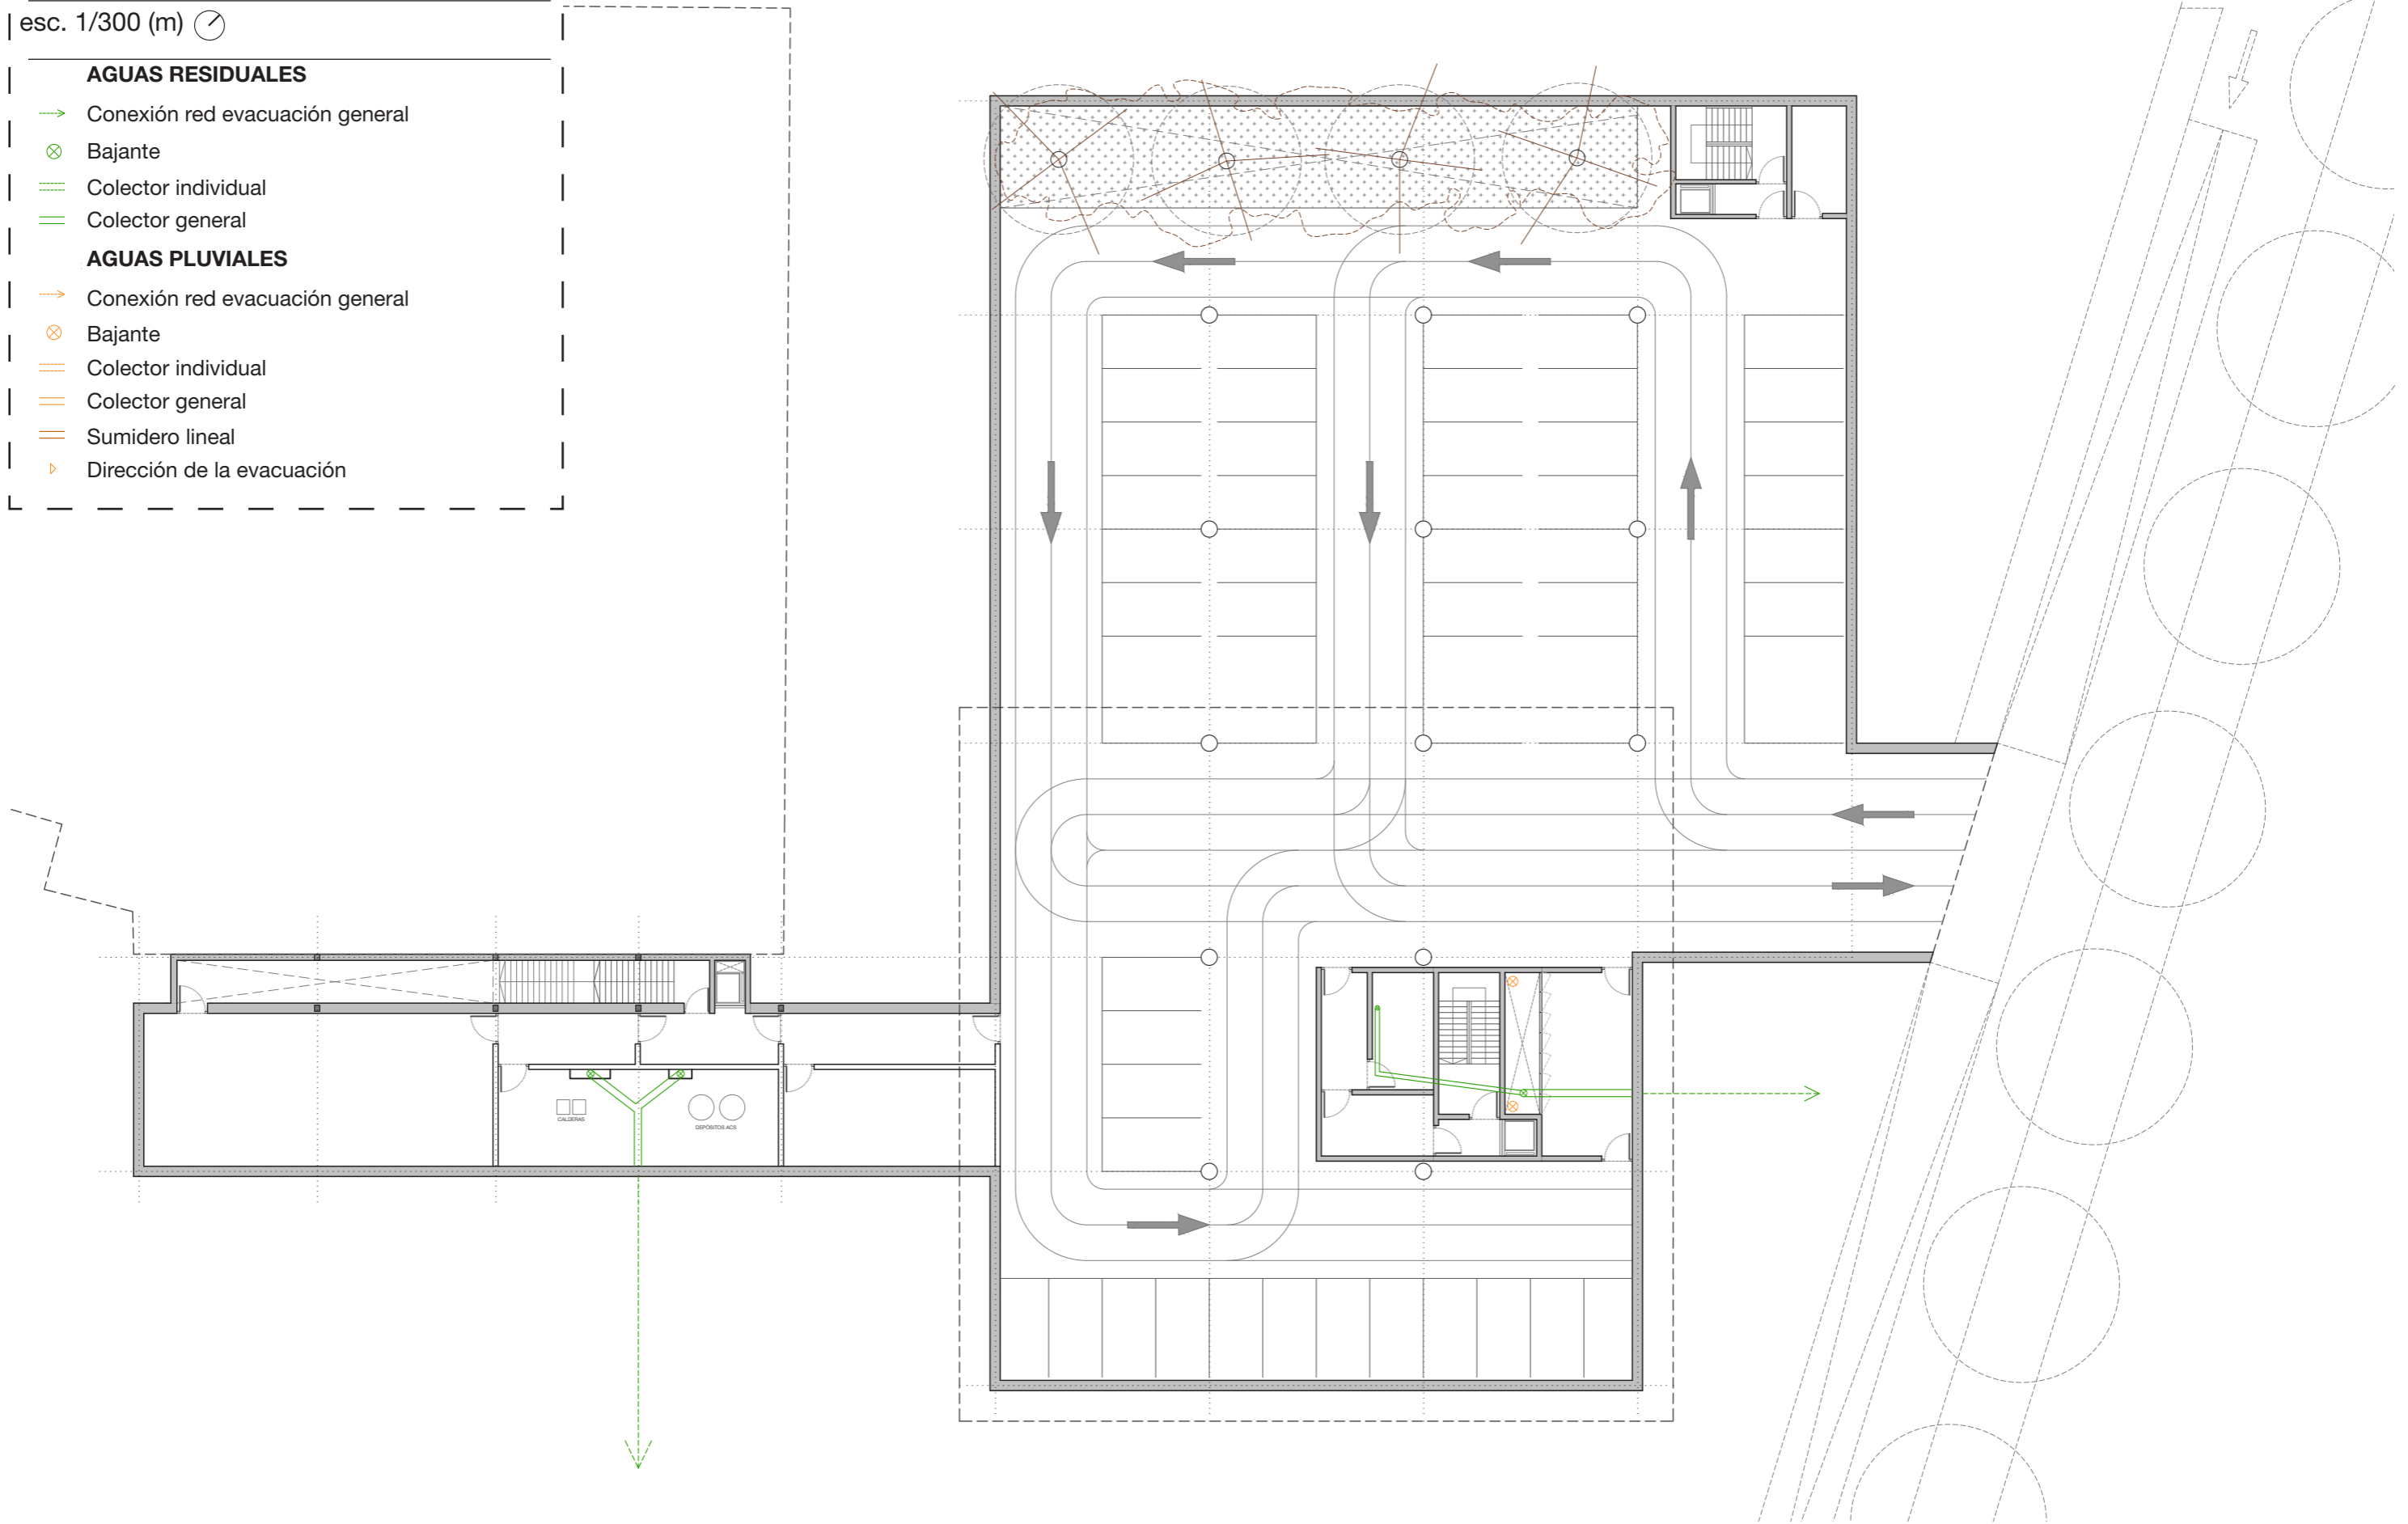 esc. 1/300 (m)
AGUAS RESIDUALES
Conexión red evacuación general
Bajante
Colector individual
Colector general
AGUAS PLUVIALES
Conexión red evacuación general
Bajante
Colector individual
Colector general
Sumidero lineal
Dirección de la evacuación
CALDERAS
DEPÓSITOS ACS